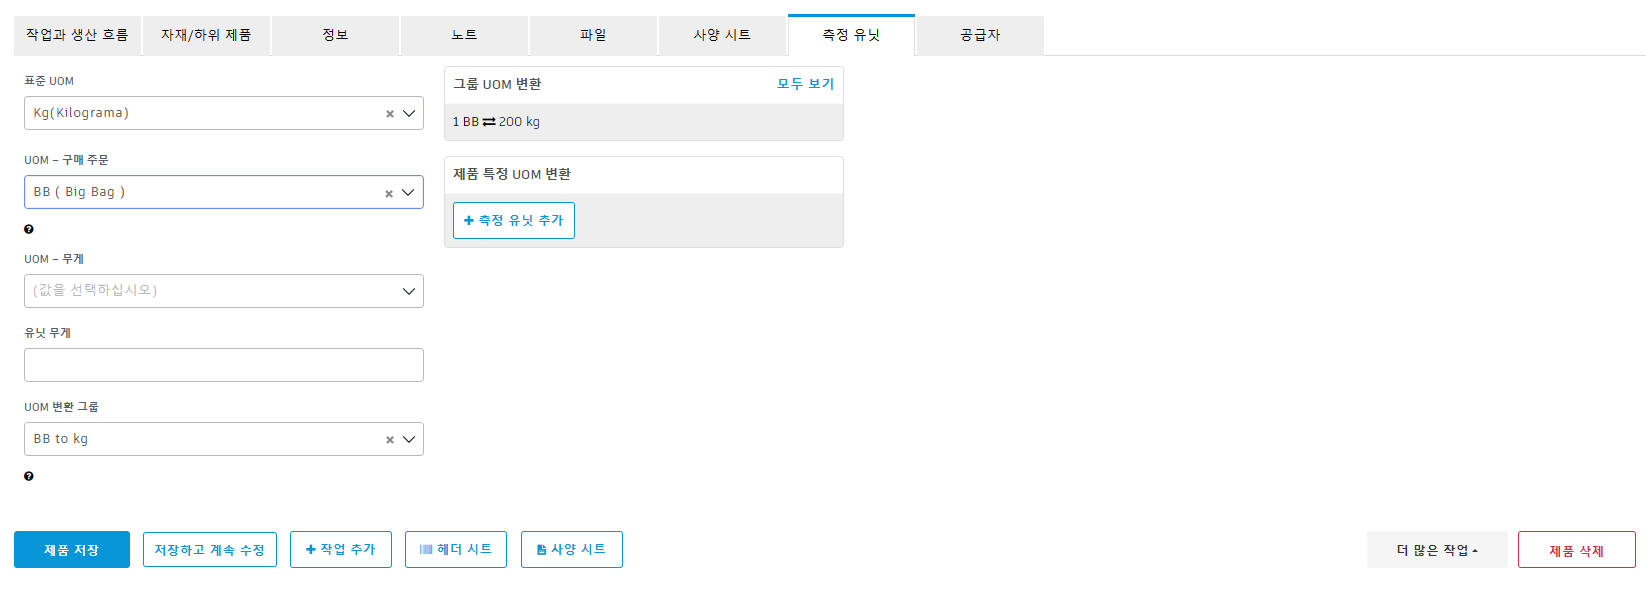 작업과 생산 흐름
자재/하위 제품
정보
노트
파일
사양 시트
측정 유닛
공급자
표준 UOM
Kg(Kilograma)
UOM – 구매 주문
BB ( Big Bag )
UOM – 무게
(값을 선택하십시오)
유닛 무게
UOM 변환 그룹
BB to kg
그룹 UOM 변환
모두 보기
1 BB ⇄ 200 kg
제품 특정 UOM 변환
+ 측정 유닛 추가
제품 저장
저장하고 계속 수정
+ 작업 추가
헤더 시트
사양 시트
더 많은 작업
제품 삭제